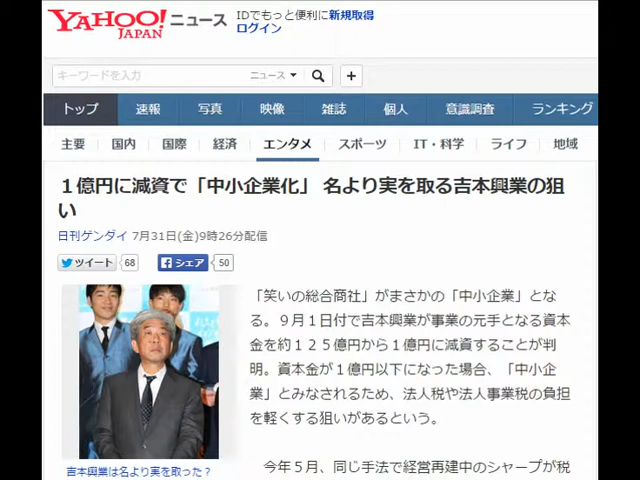 YAHOO! JAPAN ニュース
IDでもっと便利に新規取得
ログイン
キーワードを入力 ニュース
トップ 速報 写真 映像 雑誌 個人 意識調査 ランキング
主要 国内 国際 経済 エンタメ スポーツ IT・科学 ライフ 地域
１億円に減資で「中小企業化」 名より実を取る吉本興業の狙
い
日刊ゲンダイ 7月31日(金)9時26分配信
ツイート 68 シェア 50
「笑いの総合商社」がまさかの「中小企業」とな
る。９月１日付で吉本興業が事業の元手となる資本
金を約１２５億円から１億円に減資することが判
明。資本金が１億円以下になった場合、「中小企
業」とみなされるため、法人税や法人事業税の負担
を軽くする狙いがあるという。
吉本興業は名より実を取った？
今年５月、同じ手法で経営再建中のシャープが税